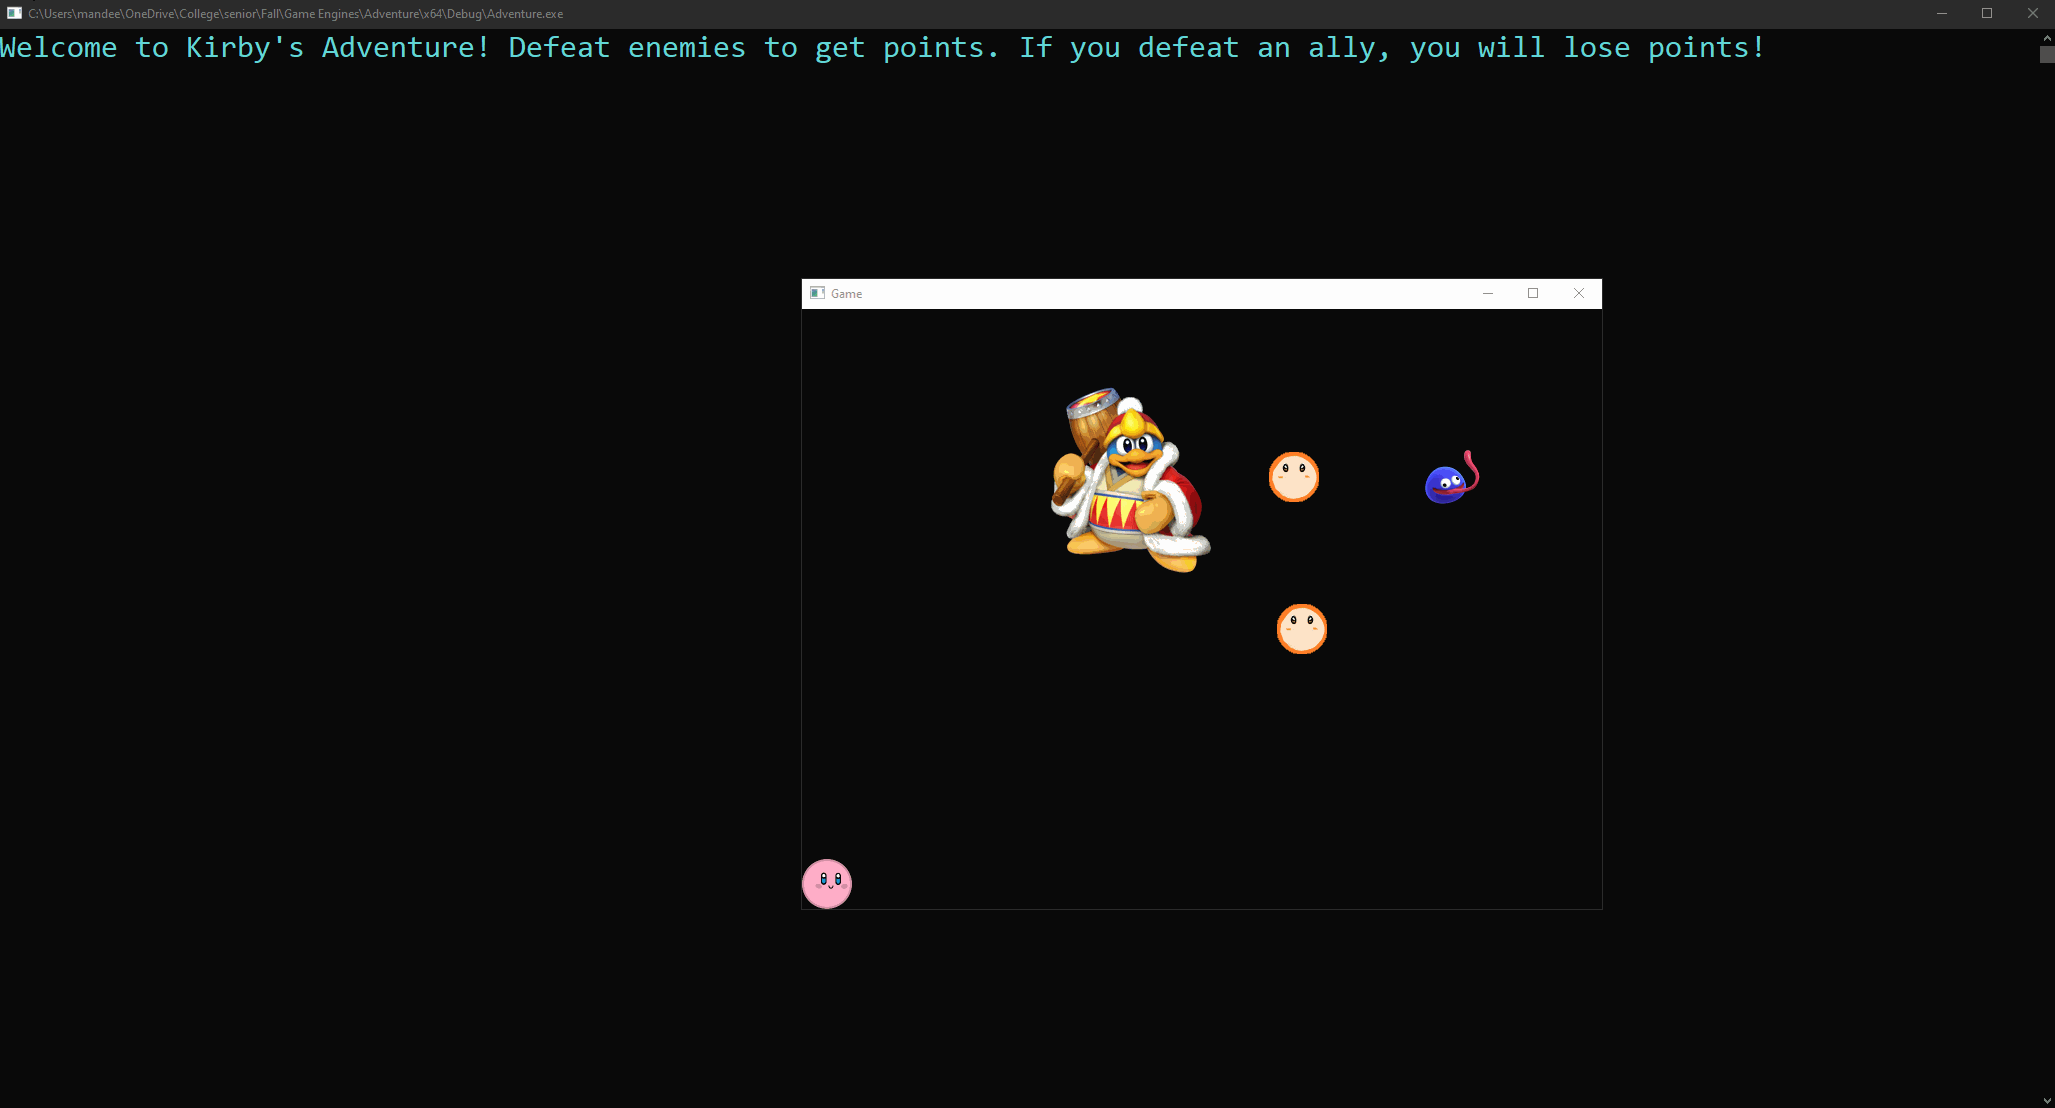 C:\Users\mandee\OneDrive\College\senior\Fall\Game Engines\Adventure\x64\Debug\Adventure.exe
Welcome to Kirby's Adventure! Defeat enemies to get points. If you defeat an ally, you will lose points!
Game